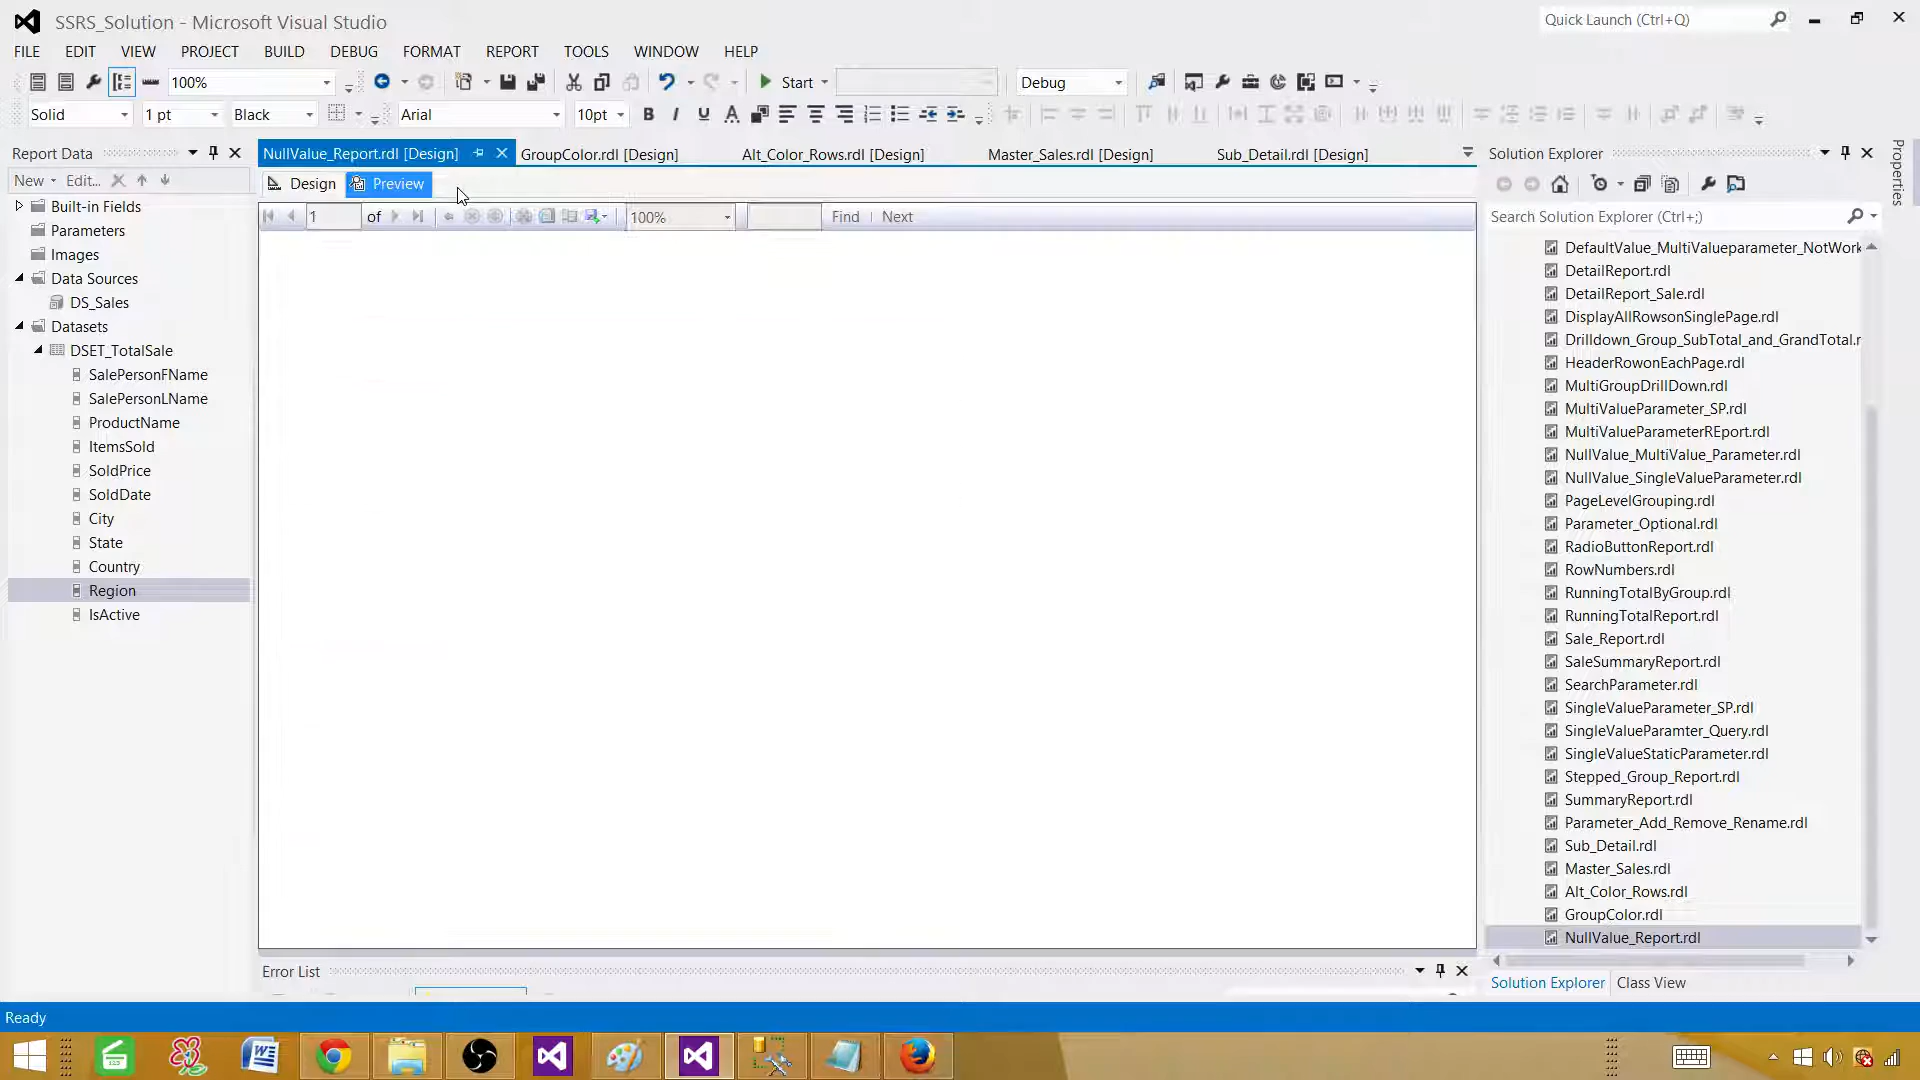 SSRS_Solution - Microsoft Visual Studio
Quick Launch (Ctrl+Q)
FILE EDIT VIEW PROJECT BUILD DEBUG FORMAT REPORT TOOLS WINDOW HELP
100% Start Debug
Solid 1 pt Black Arial 10pt B I U A
Report Data
NullValue_Report.rdl [Design] GroupColor.rdl [Design] Alt_Color_Rows.rdl [Design] Master_Sales.rdl [Design] Sub_Detail.rdl [Design]
Solution Explorer
Properties
New Edit...
Design Preview
1 of 100% Find Next
Search Solution Explorer (Ctrl+;)
Built-in Fields
Parameters
Images
Data Sources
DS_Sales
Datasets
DSET_TotalSale
SalePersonFName
SalePersonLName
ProductName
ItemsSold
SoldPrice
SoldDate
City
State
Country
Region
IsActive
DefaultValue_MultiValueparameter_NotWork
DetailReport.rdl
DetailReport_Sale.rdl
DisplayAllRowsonSinglePage.rdl
Drilldown_Group_SubTotal_and_GrandTotal.r
HeaderRowonEachPage.rdl
MultiGroupDrillDown.rdl
MultiValueParameter_SP.rdl
MultiValueParameterREport.rdl
NullValue_MultiValue_Parameter.rdl
NullValue_SingleValueParameter.rdl
PageLevelGrouping.rdl
Parameter_Optional.rdl
RadioButtonReport.rdl
RowNumbers.rdl
RunningTotalByGroup.rdl
RunningTotalReport.rdl
Sale_Report.rdl
SaleSummaryReport.rdl
SearchParameter.rdl
SingleValueParameter_SP.rdl
SingleValueParamter_Query.rdl
SingleValueStaticParameter.rdl
Stepped_Group_Report.rdl
SummaryReport.rdl
Parameter_Add_Remove_Rename.rdl
Sub_Detail.rdl
Master_Sales.rdl
Alt_Color_Rows.rdl
GroupColor.rdl
NullValue_Report.rdl
Error List
Solution Explorer Class View
Ready